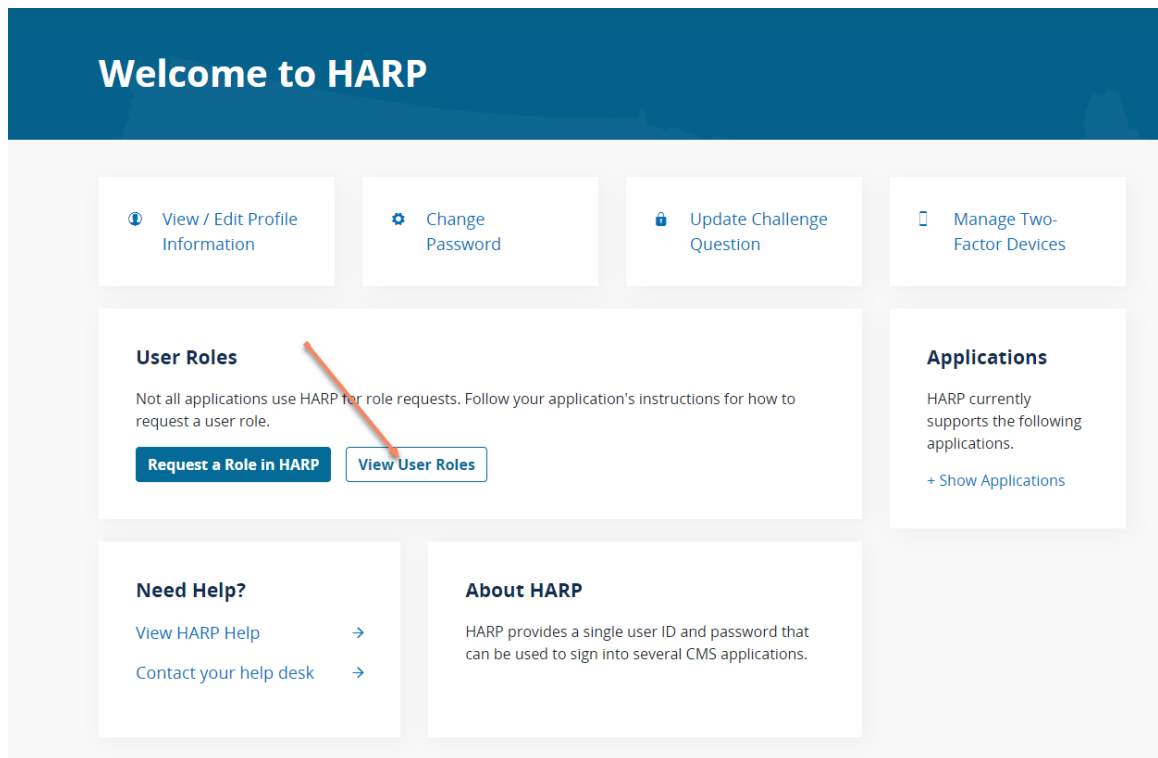 Welcome to HARP
View / Edit Profile
Information
Change
Password
Update Challenge
Question
Manage Two-
Factor Devices
User Roles
Not all applications use HARP for role requests. Follow your application's instructions for how to
request a user role.
Request a Role in HARP
View User Roles
Applications
HARP currently
supports the following
applications.
+ Show Applications
Need Help?
View HARP Help
Contact your help desk
About HARP
HARP provides a single user ID and password that
can be used to sign into several CMS applications.